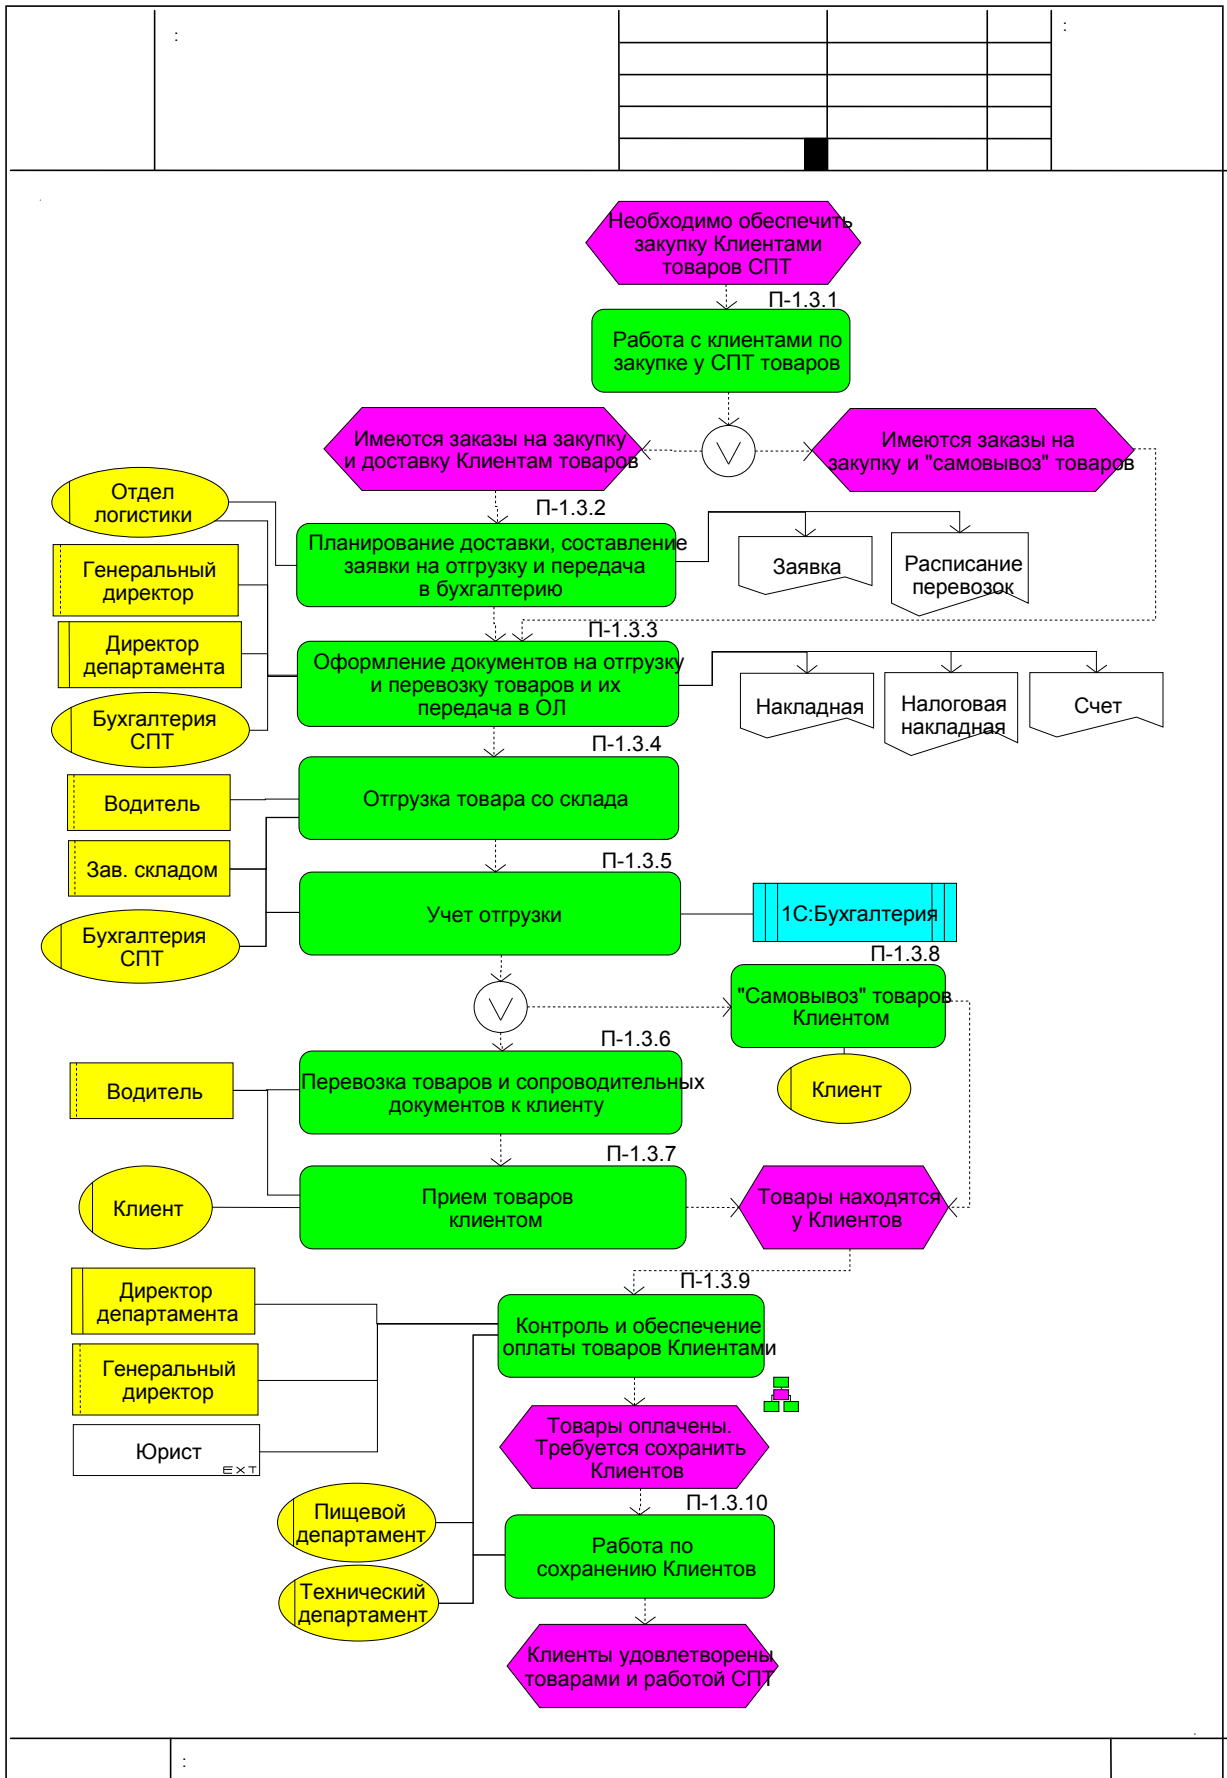 :
:
Необходимо обеспечить
закупку Клиентами
товаров СПТ
П-1.3.1
Работа с клиентами по
закупке у СПТ товаров
Имеются заказы на закупку
и доставку Клиентам товаров
Имеются заказы на
закупку и "самовывоз" товаров
Отдел
логистики
П-1.3.2
Планирование доставки, составление
заявки на отгрузку и передача
в бухгалтерию
Заявка
Расписание
перевозок
Генеральный
директор
Директор
департамента
П-1.3.3
Оформление документов на отгрузку
и перевозку товаров и их
передача в ОЛ
Накладная
Налоговая
накладная
Счет
Бухгалтерия
СПТ
П-1.3.4
Водитель
Отгрузка товара со склада
Зав. складом
П-1.3.5
Учет отгрузки
1С:Бухгалтерия
Бухгалтерия
СПТ
П-1.3.8
"Самовывоз" товаров
Клиентом
П-1.3.6
Водитель
Перевозка товаров и сопроводительных
документов к клиенту
Клиент
П-1.3.7
Клиент
Прием товаров
клиентом
Товары находятся
у Клиентов
П-1.3.9
Директор
департамента
Контроль и обеспечение
оплаты товаров Клиентами
Генеральный
директор
Товары оплачены.
Требуется сохранить
Клиентов
Юрист
EXT
П-1.3.10
Пищевой
департамент
Работа по
сохранению Клиентов
Технический
департамент
Клиенты удовлетворены
товарами и работой СПТ
: